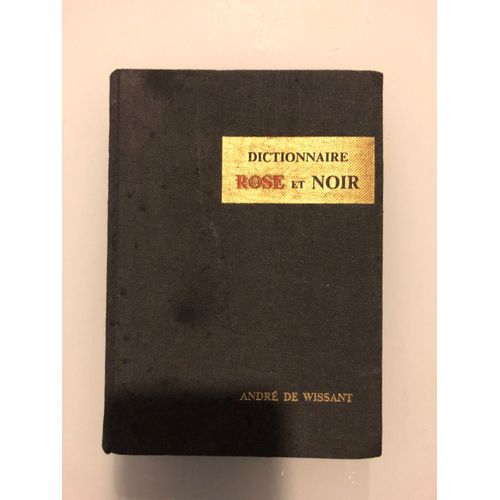 DICTIONNAIRE
ROSE ET NOIR
ANDRÉ DE WISSANT